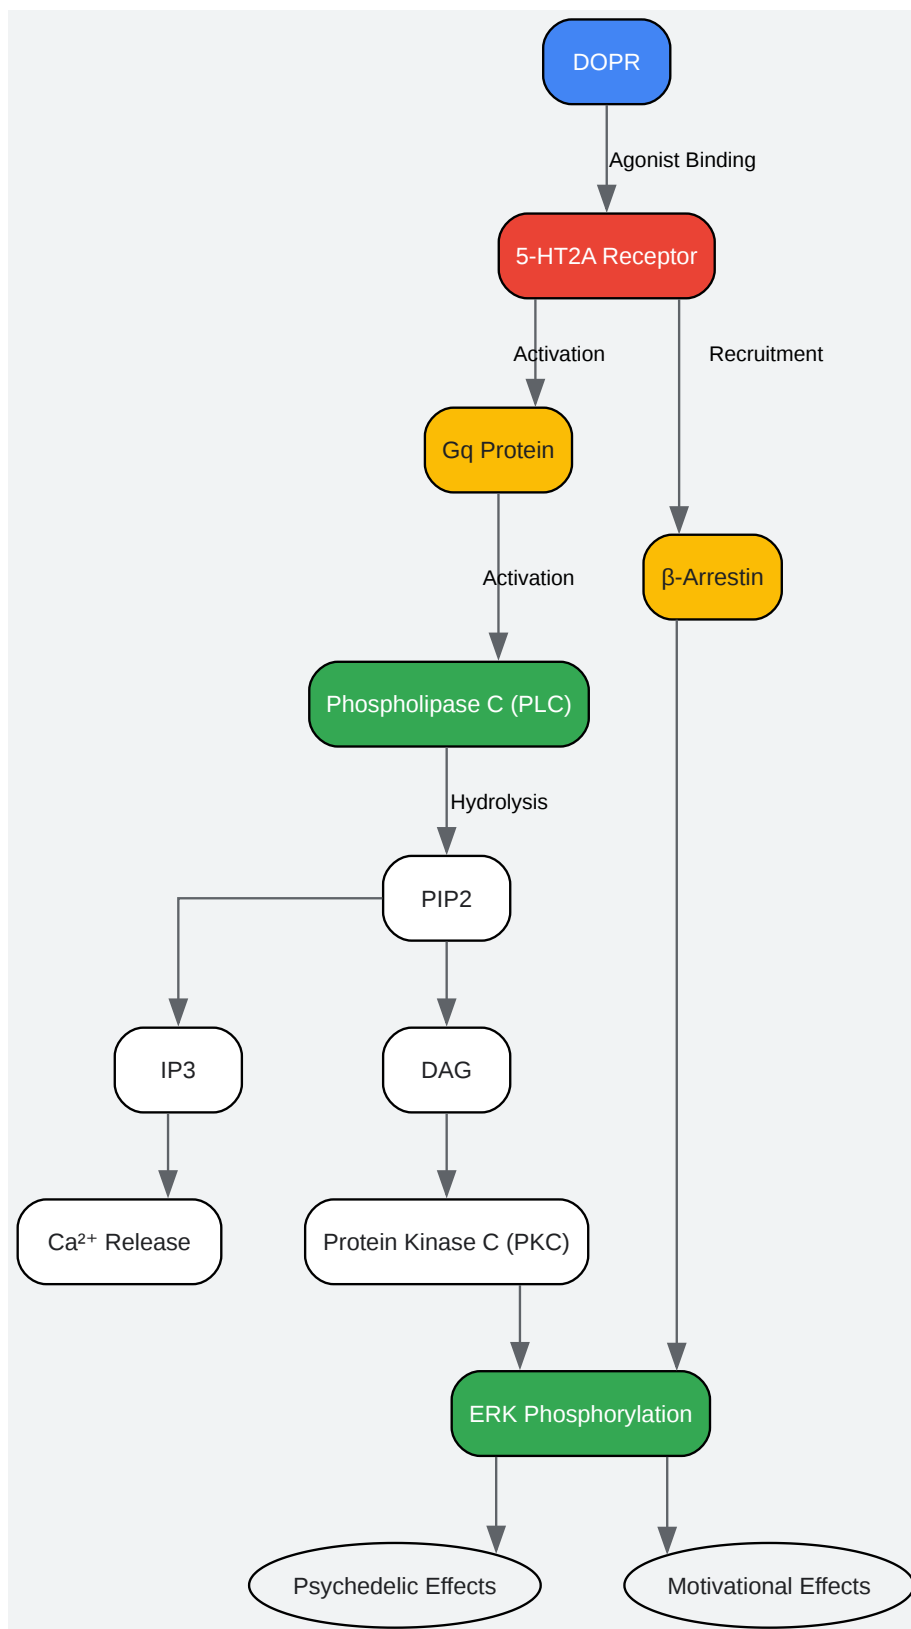 DOPR
Agonist Binding
5-HT2A Receptor
Activation
Recruitment
Gq Protein
Activation
β-Arrestin
Phospholipase C (PLC)
Hydrolysis
PIP2
IP3
DAG
Ca²⁺ Release
Protein Kinase C (PKC)
ERK Phosphorylation
Psychedelic Effects
Motivational Effects